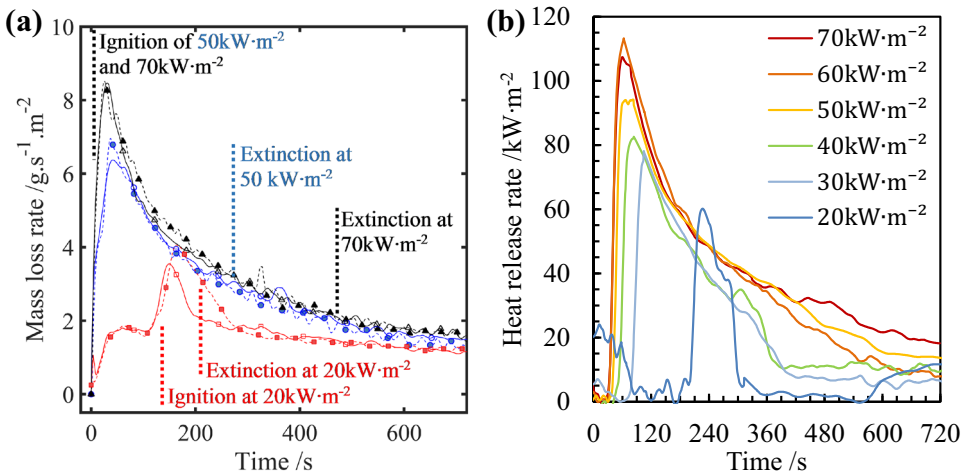 (a)
10
8
6
4
2
0
Mass loss rate /g.s⁻¹.m⁻²
Ignition of 50kW·m⁻²
and 70kW·m⁻²
Extinction at
50 kW·m⁻²
Extinction at
70kW·m⁻²
Extinction at 20kW·m⁻²
Ignition at 20kW·m⁻²
0 200 400 600
Time /s
(b)
120
100
80
60
40
20
0
Heat release rate /kW·m⁻²
70kW·m⁻²
60kW·m⁻²
50kW·m⁻²
40kW·m⁻²
30kW·m⁻²
20kW·m⁻²
0 120 240 360 480 600 720
Time /s